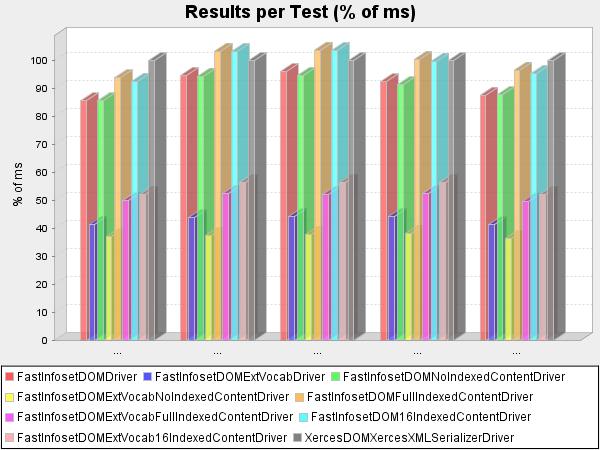 Results per Test (% of ms)
% of ms
100
90
80
70
60
50
40
30
20
10
0
... ... ... ... ...
FastInfosetDOMDriver FastInfosetDOMExtVocabDriver FastInfosetDOMNoIndexedContentDriver
FastInfosetDOMExtVocabNoIndexedContentDriver FastInfosetDOMFullIndexedContentDriver
FastInfosetDOMExtVocabFullIndexedContentDriver FastInfosetDOM16IndexedContentDriver
FastInfosetDOMExtVocab16IndexedContentDriver XercesDOMXercesXMLSerializerDriver